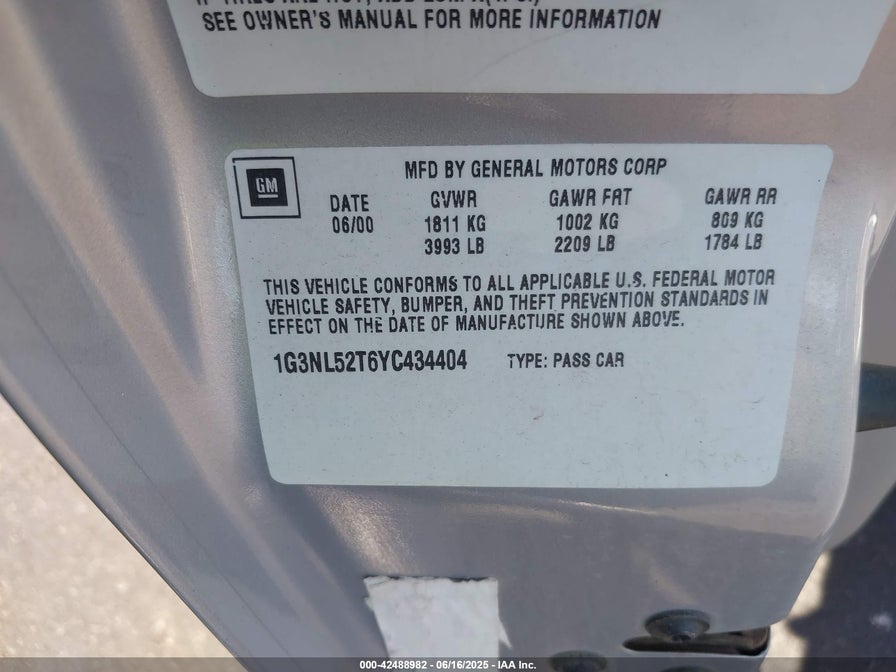 SEE OWNER'S MANUAL FOR MORE INFORMATION
GM
MFD BY GENERAL MOTORS CORP
DATE GVWR GAWR FRT GAWR RR
06/00 1811 KG 1002 KG 809 KG
3993 LB 2209 LB 1784 LB
THIS VEHICLE CONFORMS TO ALL APPLICABLE U.S. FEDERAL MOTOR
VEHICLE SAFETY, BUMPER, AND THEFT PREVENTION STANDARDS IN
EFFECT ON THE DATE OF MANUFACTURE SHOWN ABOVE.
1G3NL52T6YC434404 TYPE: PASS CAR
000-42488982 - 06/16/2025 - IAA Inc.